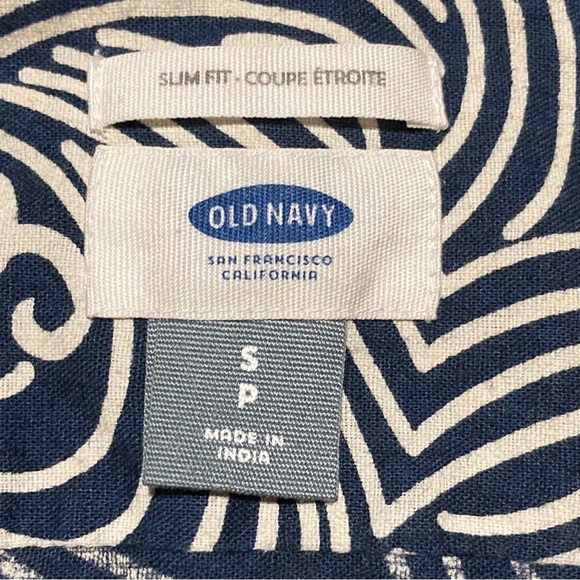 SLIM FIT · COUPE ÉTROITE
OLD NAVY
SAN FRANCISCO
CALIFORNIA
S
P
MADE IN
INDIA